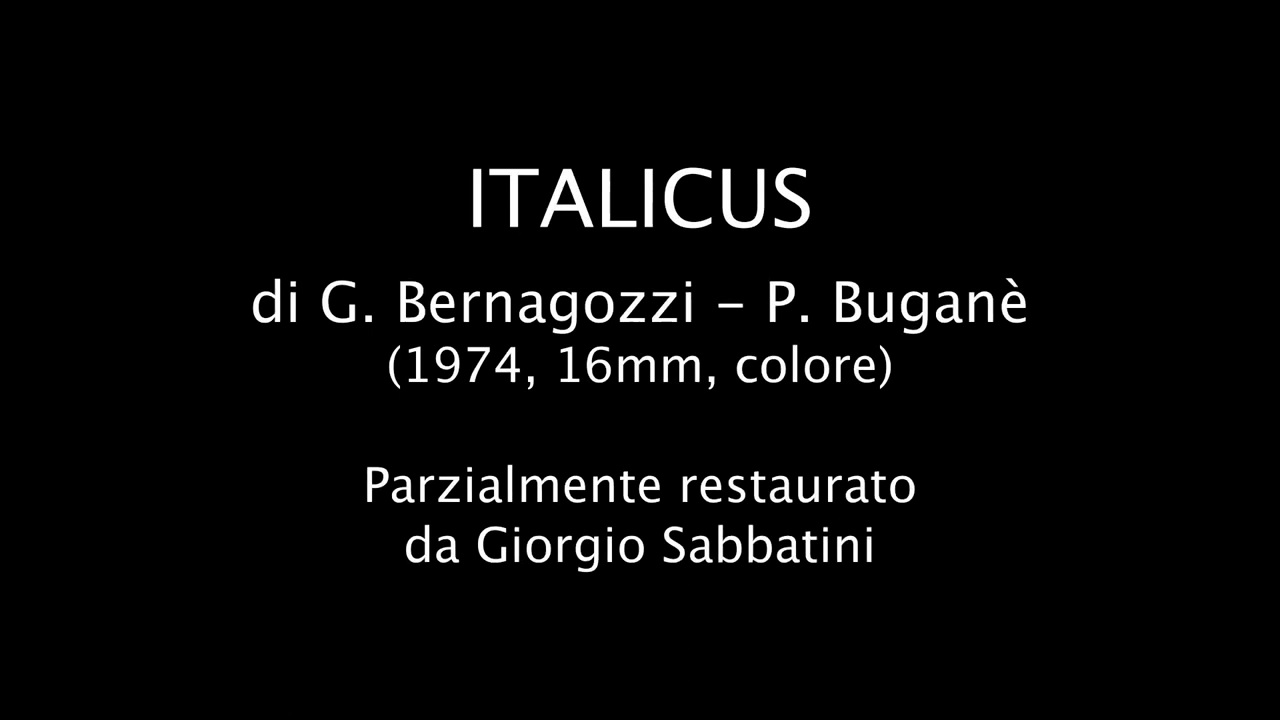 ITALICUS
di G. Bernagozzi - P. Buganè
(1974, 16mm, colore)
Parzialmente restaurato
da Giorgio Sabbatini